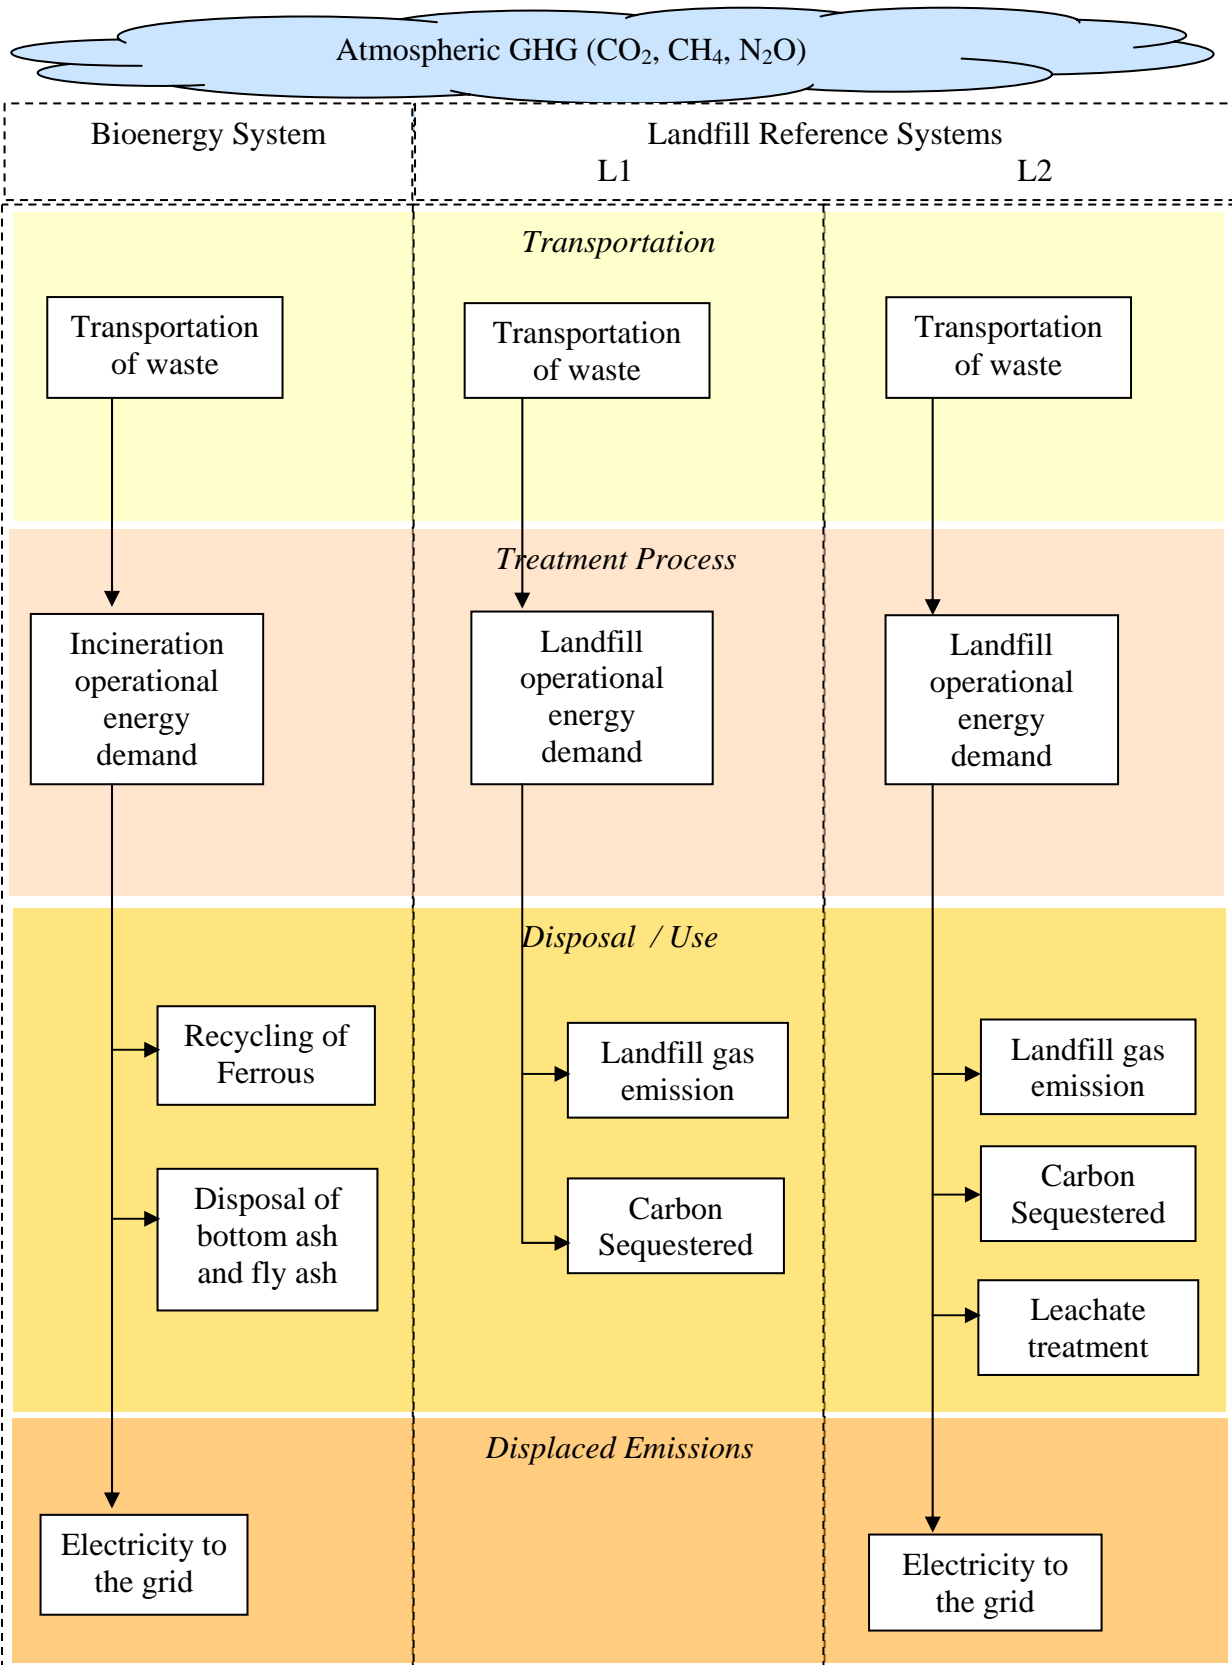 Atmospheric GHG (CO₂, CH₄, N₂O)
Bioenergy System
Landfill Reference Systems
L1
L2
Transportation
Transportation
of waste
Transportation
of waste
Transportation
of waste
Treatment Process
Incineration
operational
energy
demand
Landfill
operational
energy
demand
Landfill
operational
energy
demand
Disposal / Use
Recycling of
Ferrous
Landfill gas
emission
Landfill gas
emission
Disposal of
bottom ash
and fly ash
Carbon
Sequestered
Carbon
Sequestered
Leachate
treatment
Displaced Emissions
Electricity to
the grid
Electricity to
the grid